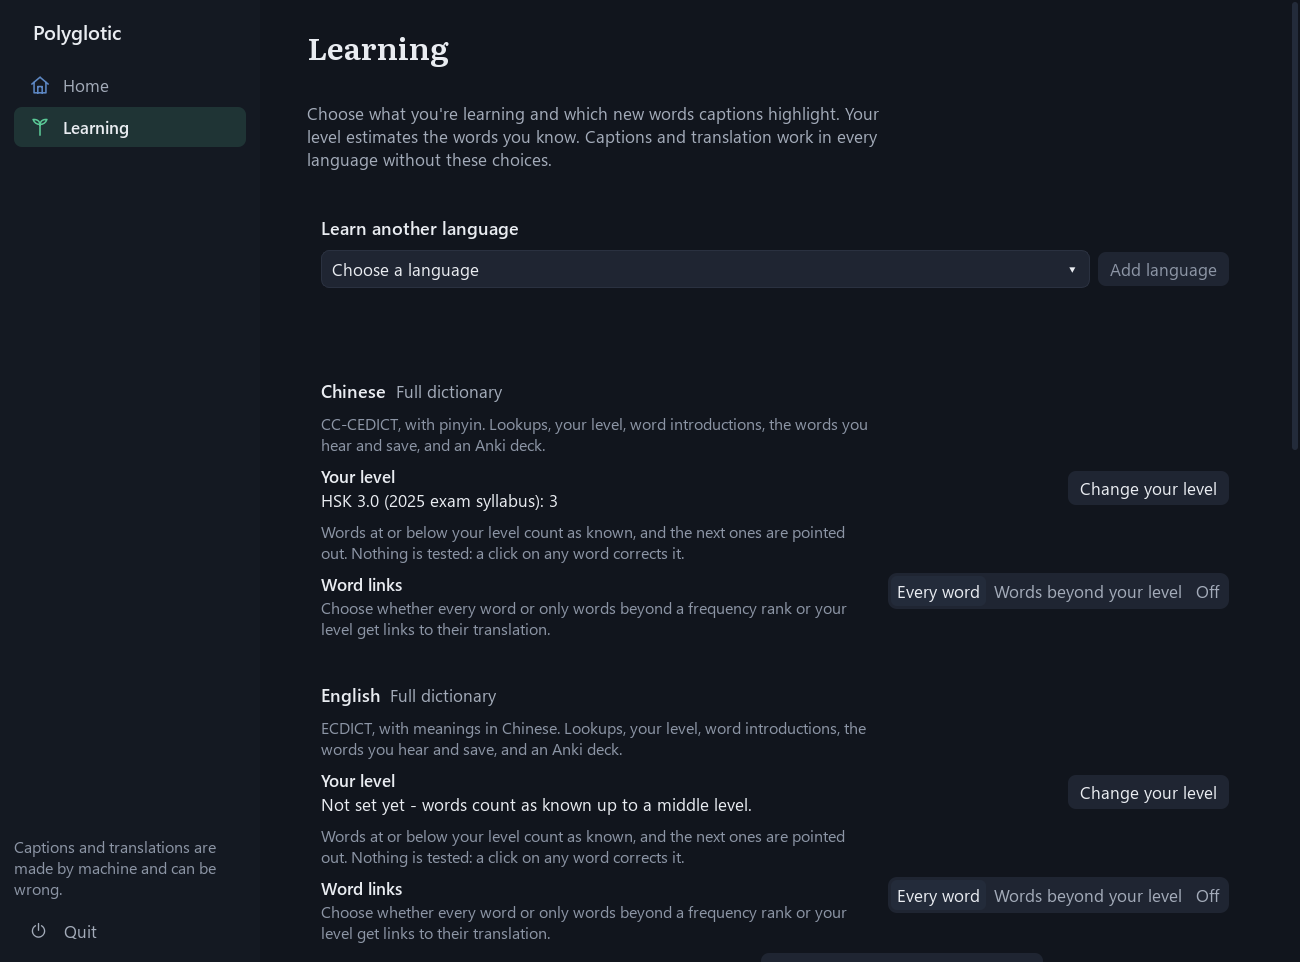 Polyglotic
Home
Learning
Captions and translations are
made by machine and can be
wrong.
Quit
Learning
Choose what you're learning and which new words captions highlight. Your
level estimates the words you know. Captions and translation work in every
language without these choices.
Learn another language
Choose a language
Add language
Chinese Full dictionary
CC-CEDICT, with pinyin. Lookups, your level, word introductions, the words you
hear and save, and an Anki deck.
Your level
HSK 3.0 (2025 exam syllabus): 3
Change your level
Words at or below your level count as known, and the next ones are pointed
out. Nothing is tested: a click on any word corrects it.
Word links
Choose whether every word or only words beyond a frequency rank or your
level get links to their translation.
Every word Words beyond your level Off
English Full dictionary
ECDICT, with meanings in Chinese. Lookups, your level, word introductions, the
words you hear and save, and an Anki deck.
Your level
Not set yet - words count as known up to a middle level.
Change your level
Words at or below your level count as known, and the next ones are pointed
out. Nothing is tested: a click on any word corrects it.
Word links
Choose whether every word or only words beyond a frequency rank or your
level get links to their translation.
Every word Words beyond your level Off